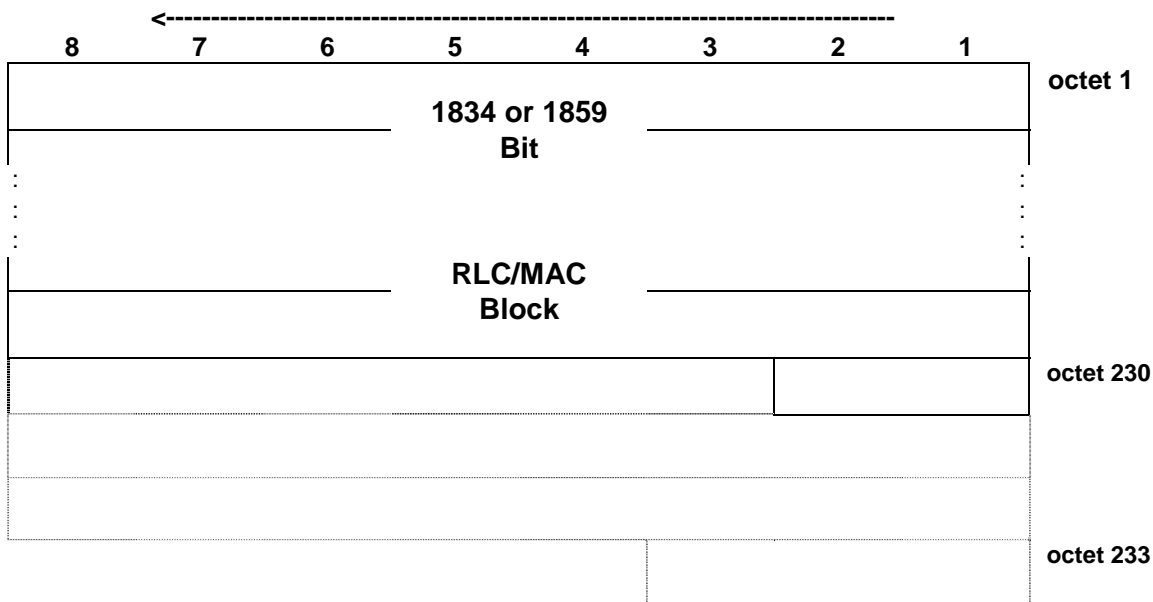 <---------------------------------------------------------------------------------
8 7 6 5 4 3 2 1
octet 1
1834 or 1859
Bit
: :
: :
: :
RLC/MAC
Block
octet 230
octet 233